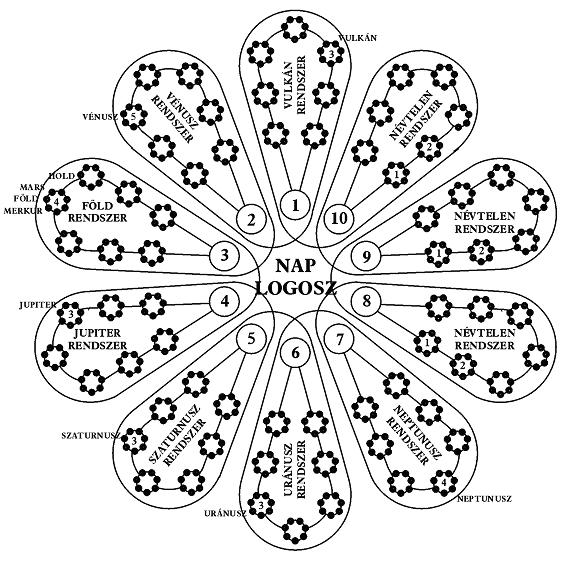 VULKÁN
3
VULKÁN
RENDSZER
1
VÉNUSZ
5
VÉNUSZ
RENDSZER
2
NÉVTELEN
RENDSZER
2
1
10
HOLD
MARS
FÖLD
MERKUR
4
FÖLD
RENDSZER
3
NÉVTELEN
RENDSZER
1
2
9
NAP
LOGOSZ
JUPITER
3
JUPITER
RENDSZER
4
NÉVTELEN
RENDSZER
1
2
8
SZATURNUSZ
3
SZATURNUSZ
RENDSZER
5
URÁNUSZ
3
URÁNUSZ
RENDSZER
6
NEPTUNUSZ
RENDSZER
4
NEPTUNUSZ
7